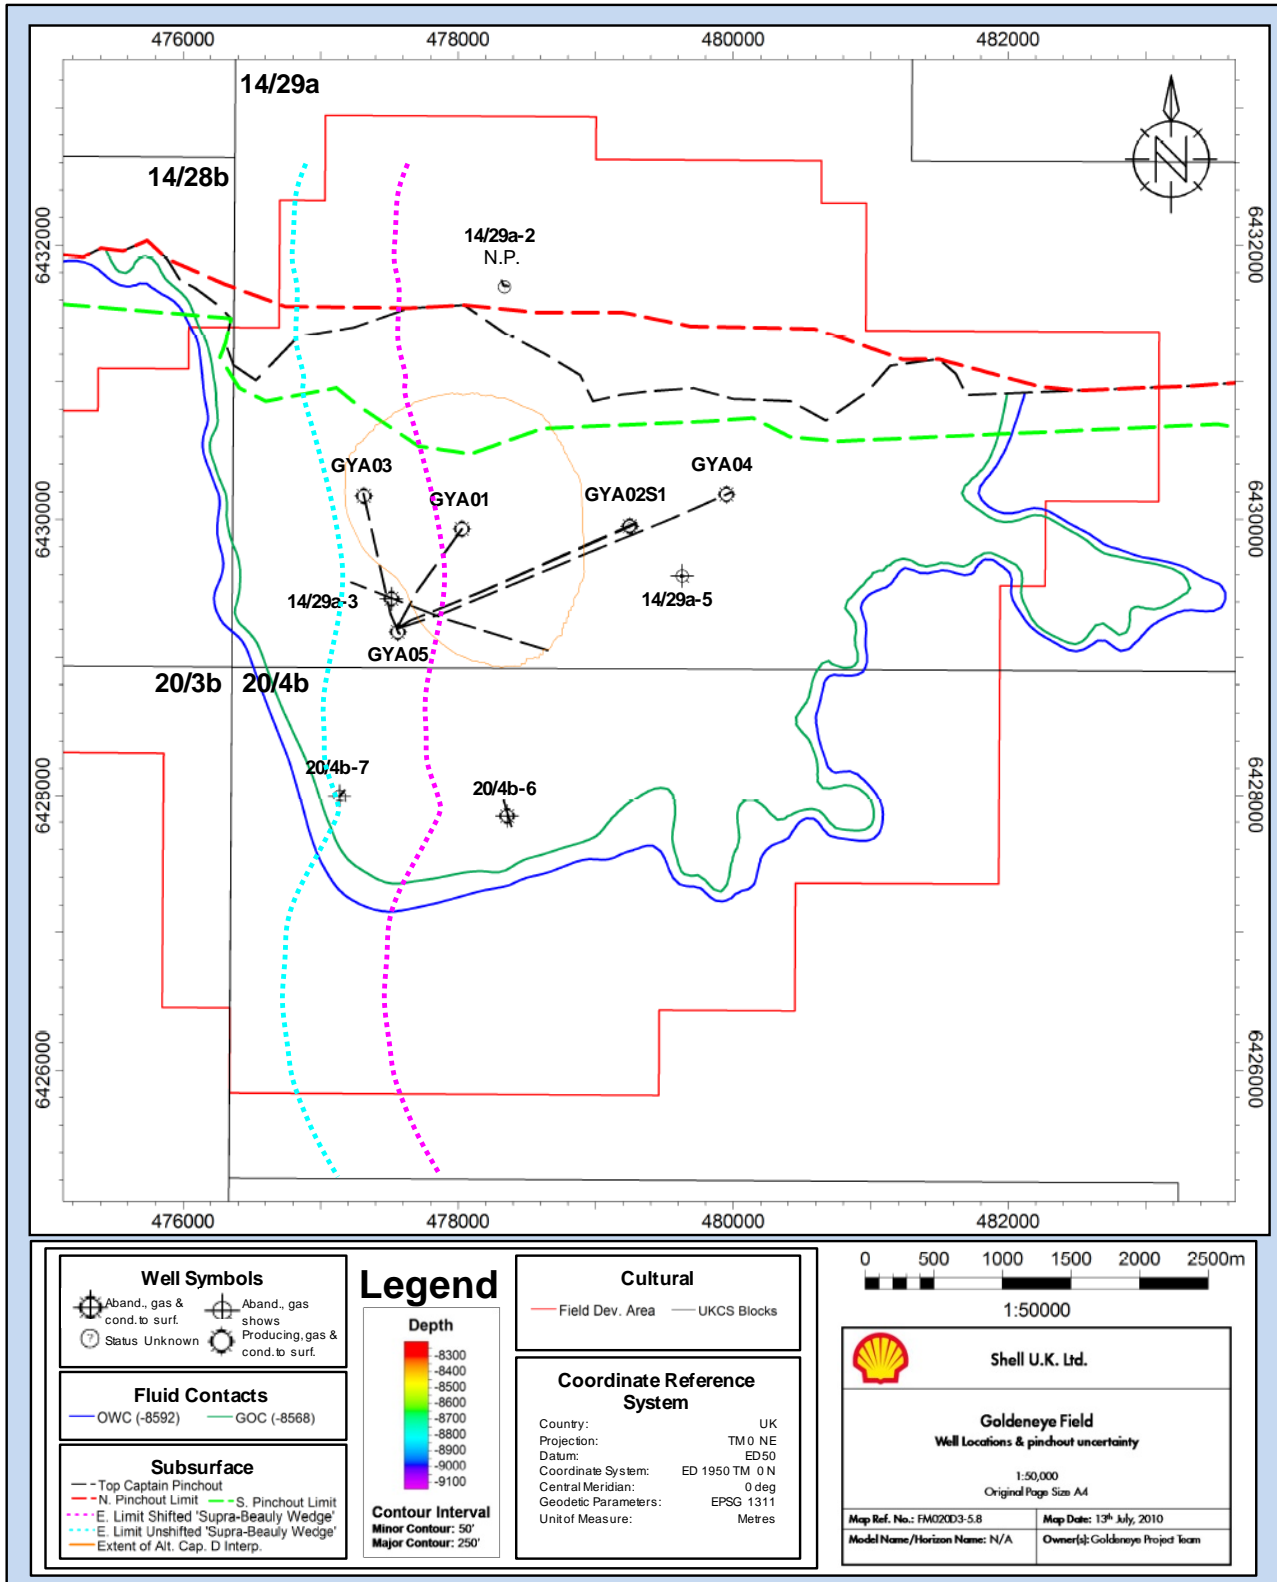 476000 478000 480000 482000
14/29a
14/28b
14/29a-2
N.P.
6432000
6432000
GYA03
GYA04
GYA01
GYA02S1
6430000
6430000
14/29a-3
14/29a-5
GYA05
20/3b 20/4b
20/4b-7
20/4b-6
6428000
6428000
6426000
6426000
476000 478000 480000 482000
Well Symbols
Aband., gas & cond.to surf.
Aband., gas shows
? Status Unknown
Producing,gas & cond.to surf.
Fluid Contacts
OWC (-8592) GOC (-8568)
Subsurface
Top Captain Pinchout
N. Pinchout Limit S. Pinchout Limit
E. Limit Shifted 'Supra-Beauly Wedge'
E. Limit Unshifted 'Supra-Beauly Wedge'
Extent of Alt. Cap. D Interp.
Legend
Depth
-8300
-8400
-8500
-8600
-8700
-8800
-8900
-9000
-9100
Contour Interval
Minor Contour: 50'
Major Contour: 250'
Cultural
Field Dev. Area UKCS Blocks
Coordinate Reference
System
Country: UK
Projection: TM0 NE
Datum: ED50
Coordinate System: ED 1950 TM 0 N
Central Meridian: 0 deg
Geodetic Parameters: EPSG 1311
Unit of Measure: Metres
0 500 1000 1500 2000 2500m
1:50000
Shell U.K. Ltd.
Goldeneye Field
Well Locations & pinchout uncertainty
1:50,000
Original Page Size A4
Map Ref. No.: FM020D3-5.8 Map Date: 13th July, 2010
Model Name/Horizon Name: N/A Owner(s): Goldeneye Project Team
N